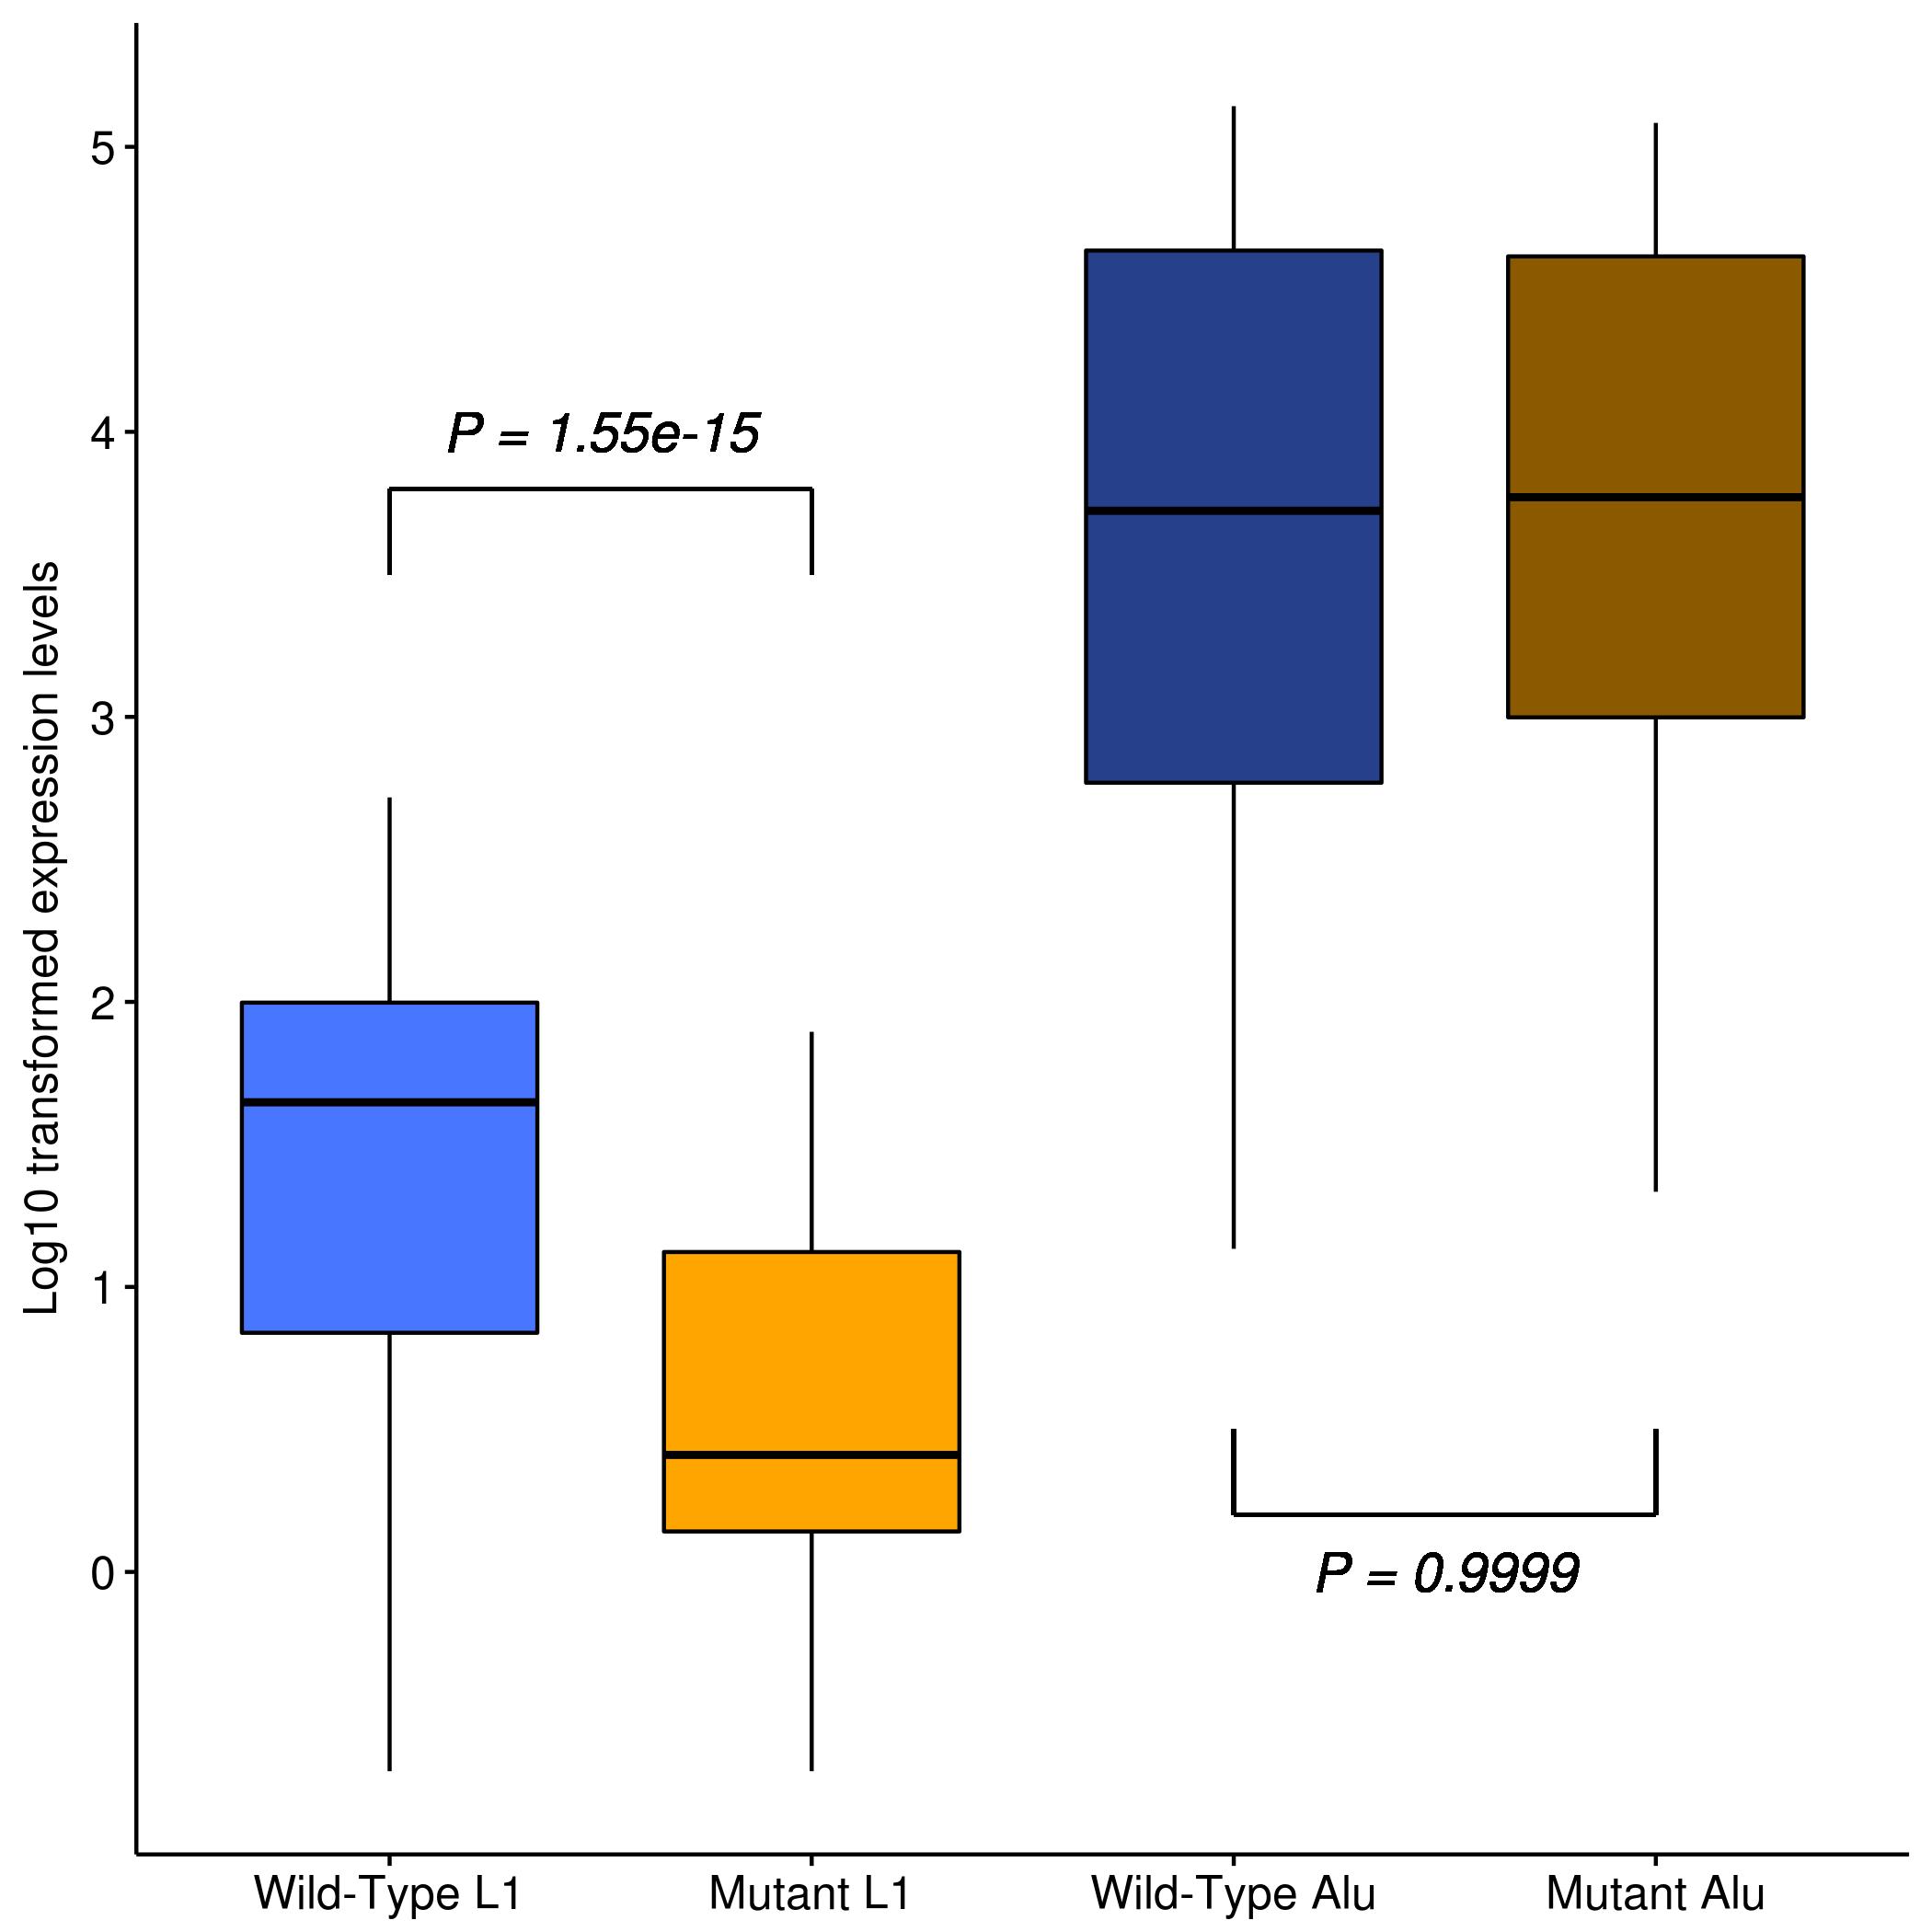 Log10 transformed expression levels
5
4
3
2
1
0
P = 1.55e-15
P = 0.9999
Wild-Type L1
Mutant L1
Wild-Type Alu
Mutant Alu